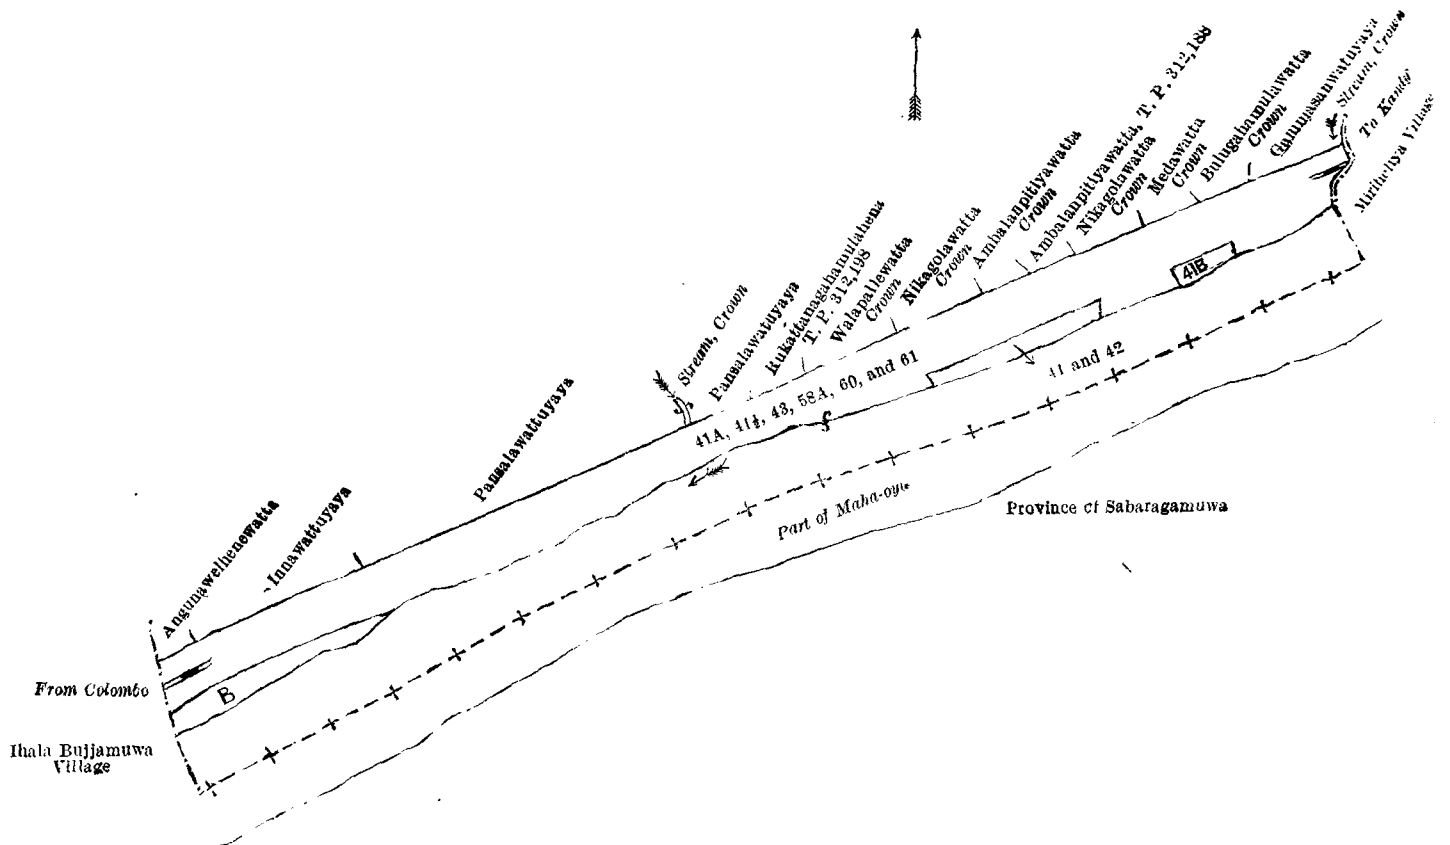 Angunawelhenewatta
Innawattuyaya
Pansalawattuyaya
Stream, Crown
Pansalawatuyaya
Rukattanagahamulahena
T. P. 312,198
Walapallewatta
Crown
Nikagolawatta
Crown
Ambalanpitiyawatta
Crown
Ambalanpitiyawatta, T. P. 312,188
Nikagolawatta
Crown
Medawatta
Crown
Bulugahamulawatta
Crown
Gummasanwatuyaya
Stream, Crown
To Kandy
Village
41B
41A, 41½, 43, 58A, 60, and 61
41 and 42
Part of Maha-oya
Province of Sabaragamuwa
B
From Colombo
Ihala Bujjamuwa
Village